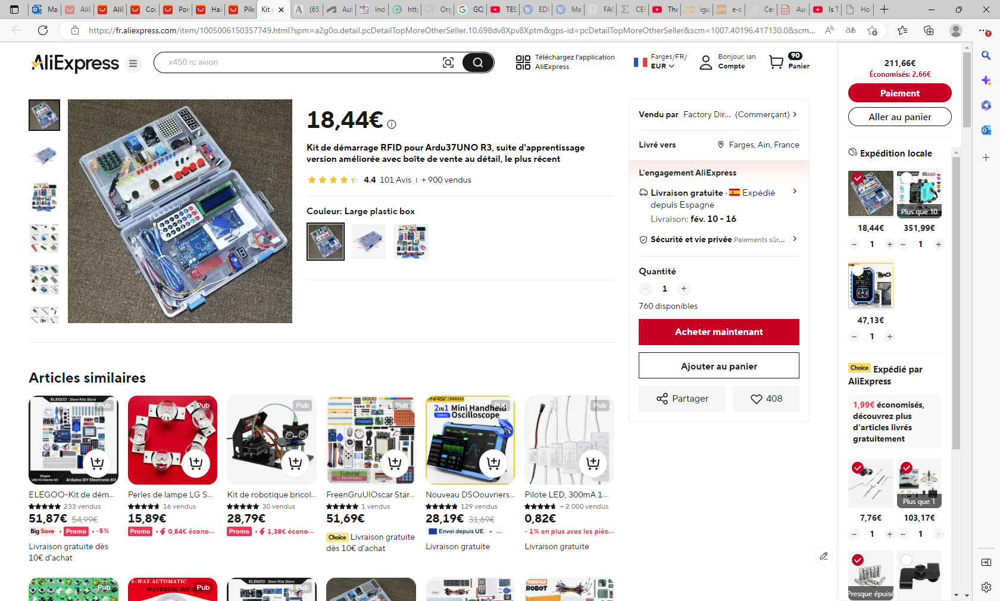 Ma
AliE
AliE
Cou
Por
Hai
Pile
Kit c
(65
Aut
Ind
http
Org
GQ
TES
EDI
Ma
FAC
CEF
The
igu
e-c
Cer
Aut
Is T
Ho
https://fr.aliexpress.com/item/1005006150357749.html?spm=a2g0o.detail.pcDetailTopMoreOtherSeller.10.698dv8Xpv8Xptm&gps-id=pcDetailTopMoreOtherSeller&scm=1007.40196.417130.0&scm...
AliExpress
x450 rc avion
Téléchargez l'application
AliExpress
Farges/FR/
EUR
Bonjour, ian
Compte
90
Panier
18,44€
Kit de démarrage RFID pour Ardu37UNO R3, suite d'apprentissage
version améliorée avec boîte de vente au détail, le plus récent
4.4 101 Avis | + 900 vendus
Couleur: Large plastic box
Vendu par Factory Dir... (Commerçant)
Livré vers Farges, Ain, France
L'engagement AliExpress
Livraison gratuite · Expédié
depuis Espagne
Livraison: fév. 10 - 16
Sécurité et vie privée Paiements sûr...
Quantité
1
760 disponibles
Acheter maintenant
Ajouter au panier
Partager
408
Articles similaires
ELEGOO Stem Kits Store
Pub
Elegoo
UNO R3 Starter Kit
Arduino DIY Electronic Kit
ELEGOO-Kit de dém...
233 vendus
51,87€ 54,99€
Big Save • Promo • -5%
Livraison gratuite dès
10€ d'achat
Pub
Perles de lampe LG S...
16 vendus
15,89€
Promo • 0,84€ écono...
Pub
Kit de robotique bricol...
30 vendus
28,79€
Promo • 1,38€ écono...
Pub
Tutorial
C, MicroPython
FreenGruUlOscar Star...
1 vendus
51,69€
Choice Livraison gratuite
dès 10€ d'achat
DSO510
Pub
2IN1 Mini Handheld
10MHz Oscilloscope
Upgrade
Nouveau DSOouvriers...
129 vendus
28,19€ 31,69€
Envoi depuis UE • ...
Livraison gratuite
Pub
Pilote LED, 300mA 1...
+ 2 000 vendus
0,82€
- 1% en plus avec les pièc...
Livraison gratuite
Pub
4-WAY AUTOMATIC
WATERING DIY
Pub
ELEGOO Stem Kits Store
Pub
TENSTAR
ROBOT
211,66€
Économisés: 2,66€
Paiement
Aller au panier
Expédition locale
Plus que 10
18,44€
351,99€
1
1
47,13€
1
Choice Expédié par
AliExpress
1,99€ économisés,
découvrez plus
d'articles livrés
gratuitement
Plus que 1
7,76€
103,17€
1
1
Presque épuisé